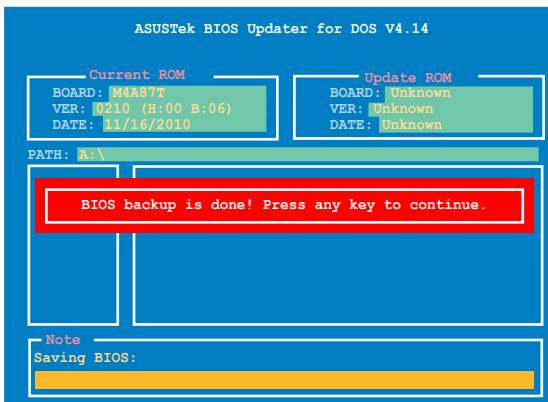 ASUSTek BIOS Updater for DOS V4.14
Current ROM
BOARD: M4A87T
VER: 0210 (H:00 B:06)
DATE: 11/16/2010
Update ROM
BOARD: Unknown
VER: Unknown
DATE: Unknown
PATH: A:\
BIOS backup is done! Press any key to continue.
Note
Saving BIOS: